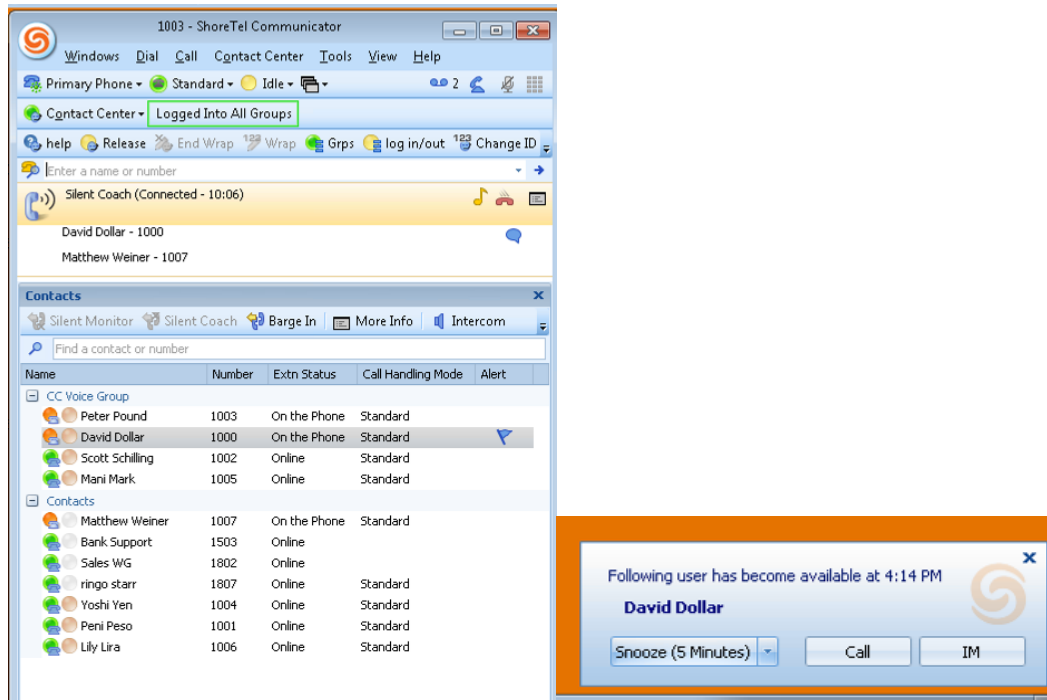 1003 - ShoreTel Communicator
Windows Dial Call Contact Center Tools View Help
Primary Phone Standard Idle 2
Contact Center Logged Into All Groups
help Release End Wrap 123 Wrap Grps log in/out 123 Change ID
Enter a name or number
Silent Coach (Connected - 10:06)
David Dollar - 1000
Matthew Weiner - 1007
Contacts
Silent Monitor Silent Coach Barge In More Info Intercom
Find a contact or number
Name Number Extn Status Call Handling Mode Alert
CC Voice Group
Peter Pound 1003 On the Phone Standard
David Dollar 1000 On the Phone Standard
Scott Schilling 1002 Online Standard
Mani Mark 1005 Online Standard
Contacts
Matthew Weiner 1007 On the Phone Standard
Bank Support 1503 Online
Sales WG 1802 Online
ringo starr 1807 Online Standard
Yoshi Yen 1004 Online Standard
Peni Peso 1001 Online Standard
Lily Lira 1006 Online Standard
Following user has become available at 4:14 PM
David Dollar
Snooze (5 Minutes) Call IM